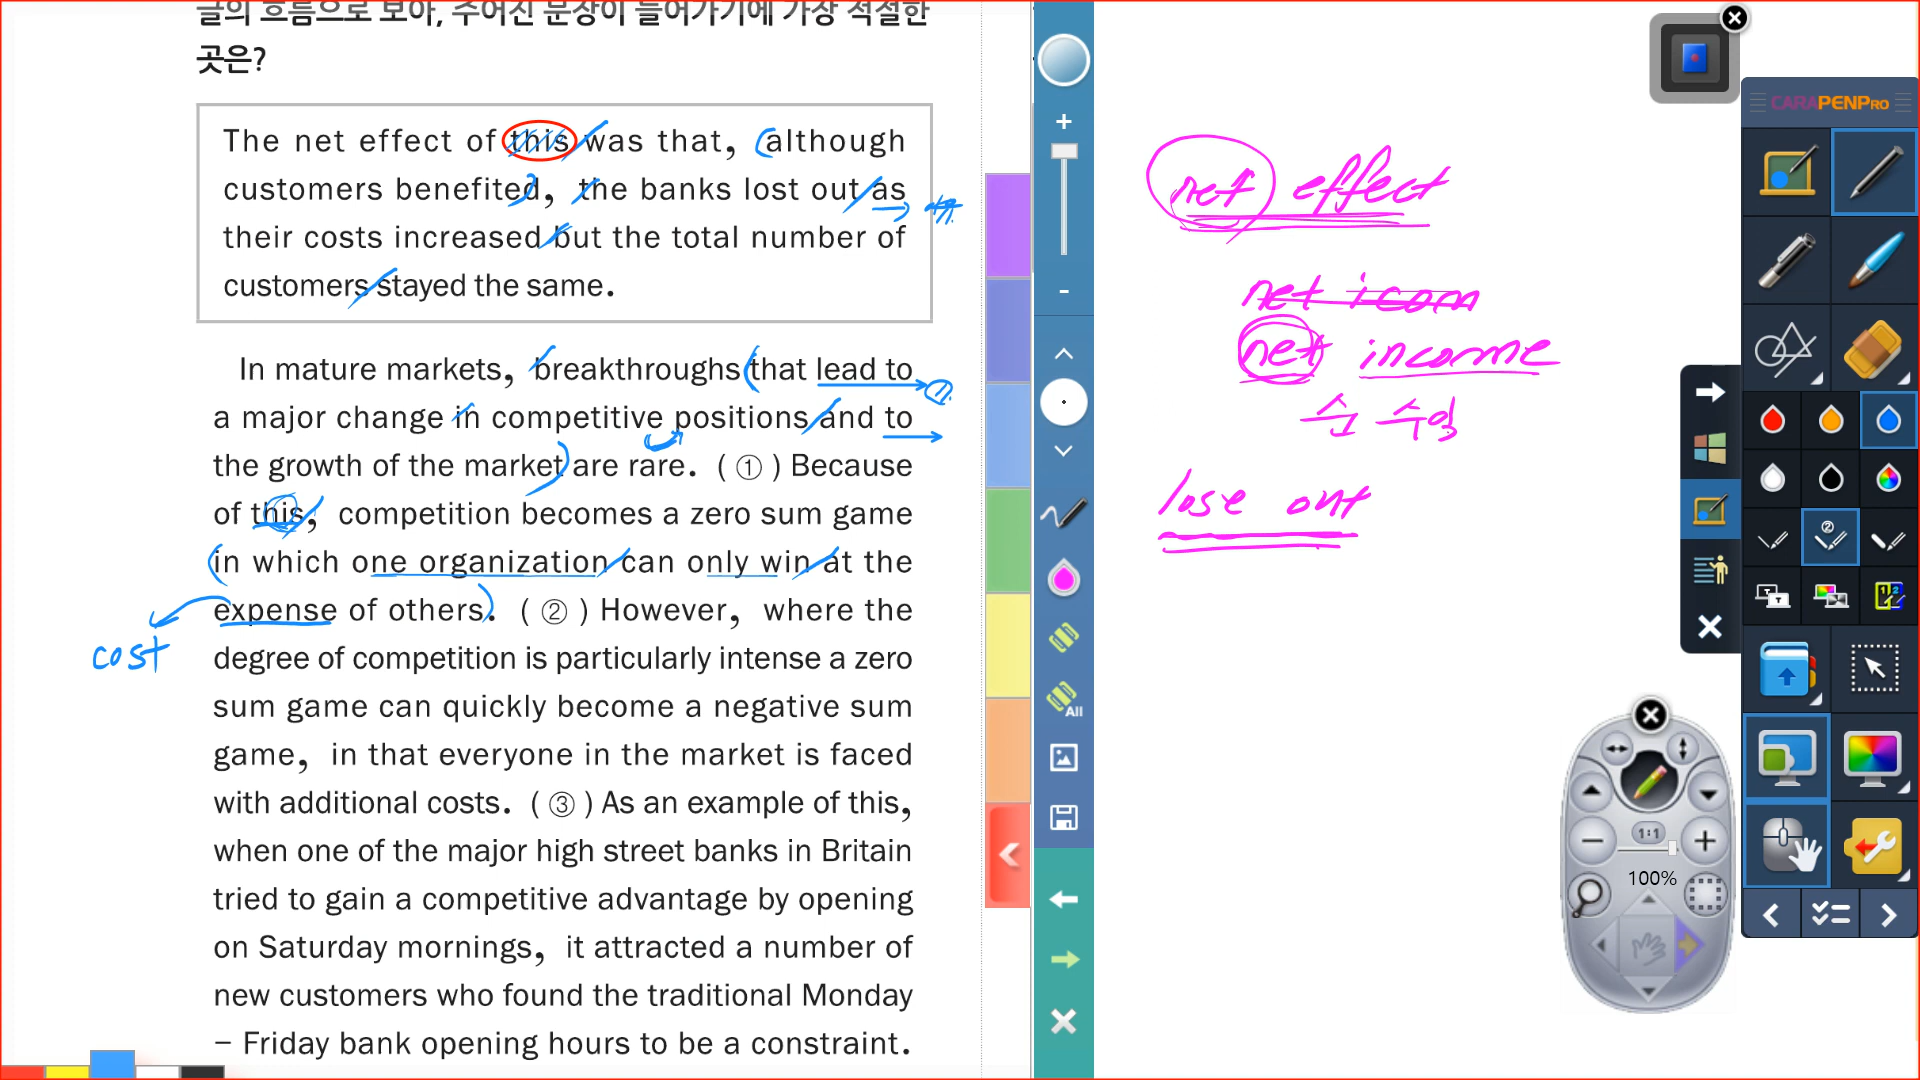 글의 흐름으로 보아, 주어진 문장이 들어가기에 가장 적절한
곳은?
The net effect of this was that, although
customers benefited, the banks lost out as
their costs increased but the total number of
customers stayed the same.
In mature markets, breakthroughs that lead to
a major change in competitive positions and to
the growth of the market are rare. ( ① ) Because
of this, competition becomes a zero sum game
in which one organization can only win at the
expense of others. ( ② ) However, where the
cost
degree of competition is particularly intense a zero
sum game can quickly become a negative sum
game, in that everyone in the market is faced
with additional costs. ( ③ ) As an example of this,
when one of the major high street banks in Britain
tried to gain a competitive advantage by opening
on Saturday mornings, it attracted a number of
new customers who found the traditional Monday
– Friday bank opening hours to be a constraint.
net effect
net icom
net income
순 수익
lose out
All
CARAPENPRO
②
1:1
100%